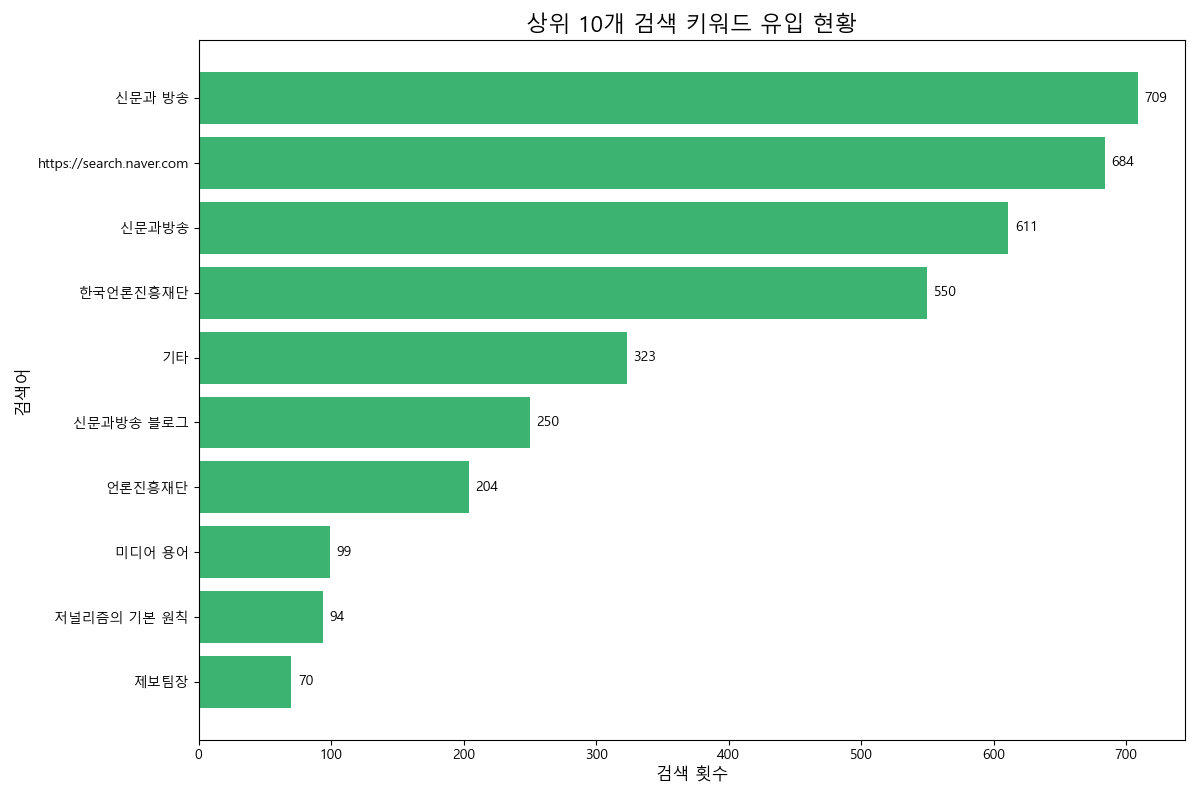 상위 10개 검색 키워드 유입 현황
검색어
신문과 방송 709
https://search.naver.com 684
신문과방송 611
한국언론진흥재단 550
기타 323
신문과방송 블로그 250
언론진흥재단 204
미디어 용어 99
저널리즘의 기본 원칙 94
제보팀장 70
0 100 200 300 400 500 600 700
검색 횟수